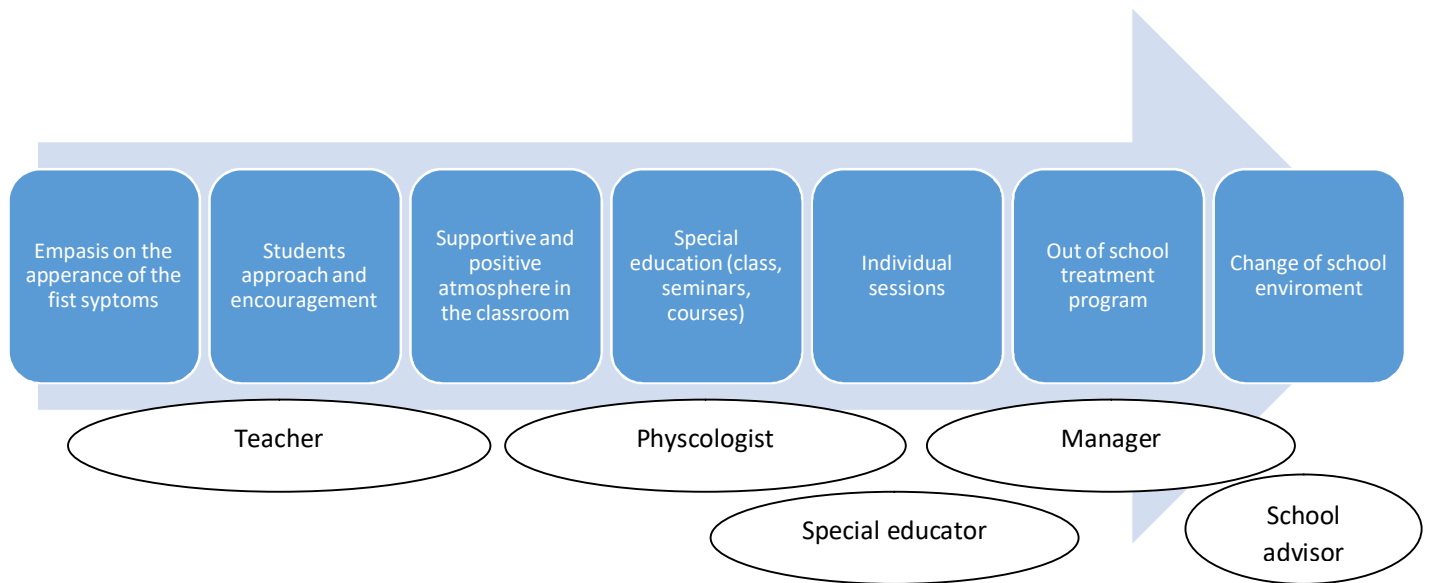 Empasis on the
apperance of the
fist syptoms
Students
approach and
encouragement
Supportive and
positive
atmosphere in
the classroom
Special
education (class,
seminars,
courses)
Individual
sessions
Out of school
treatment
program
Change of school
enviroment
Teacher
Physcologist
Manager
Special educator
School
advisor